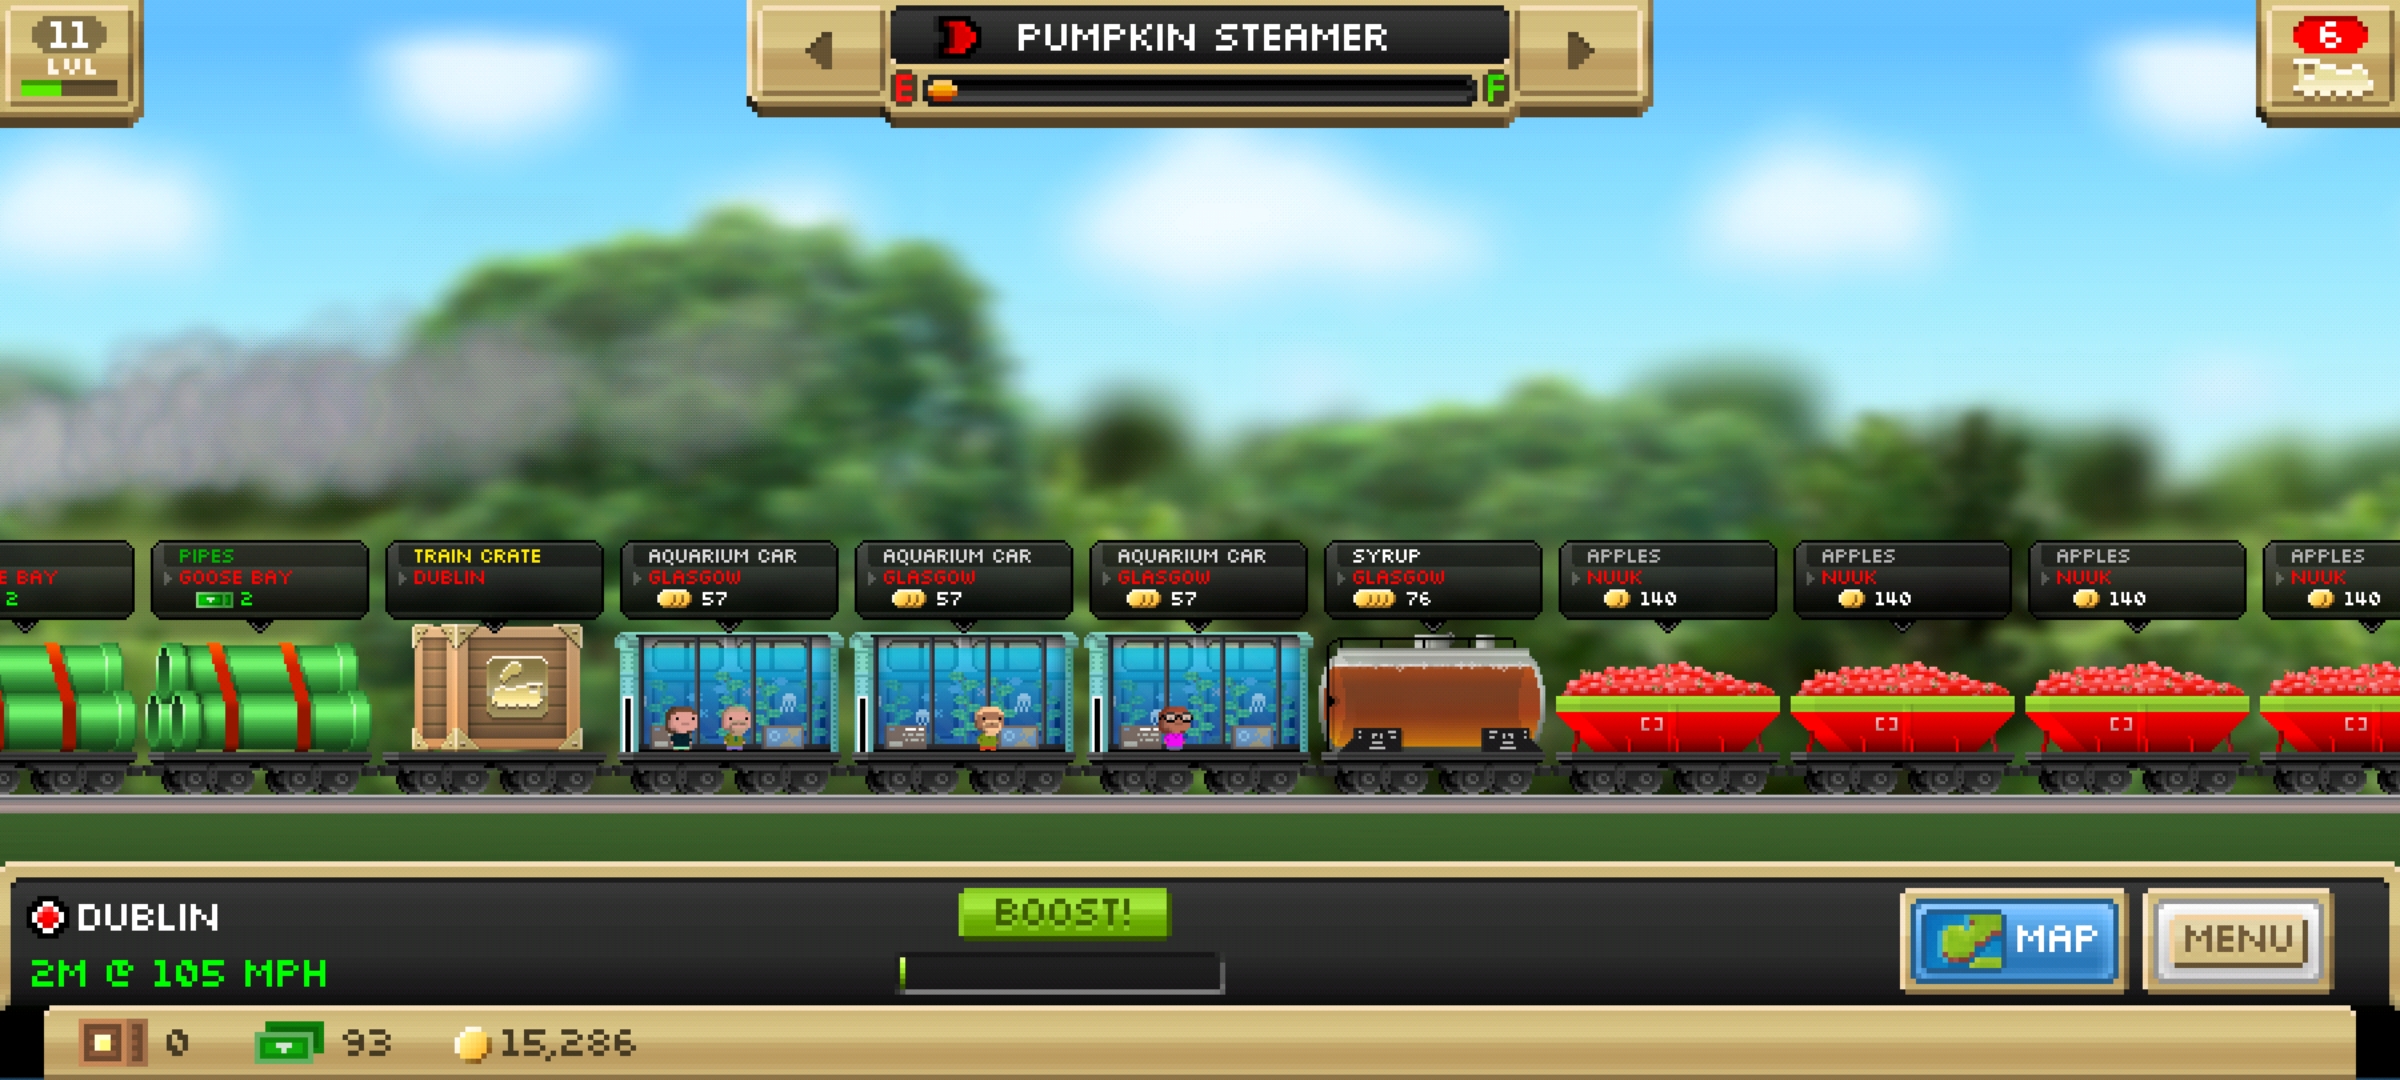 11
LVL
PUMPKIN STEAMER
E F
6
E BAY
2
PIPES
GOOSE BAY
2
TRAIN CRATE
DUBLIN
AQUARIUM CAR
GLASGOW
57
AQUARIUM CAR
GLASGOW
57
AQUARIUM CAR
GLASGOW
57
SYRUP
GLASGOW
76
APPLES
NUUK
140
APPLES
NUUK
140
APPLES
NUUK
140
APPLES
NUUK
140
DUBLIN
2M @ 105 MPH
BOOST!
MAP
MENU
0
93
15,286